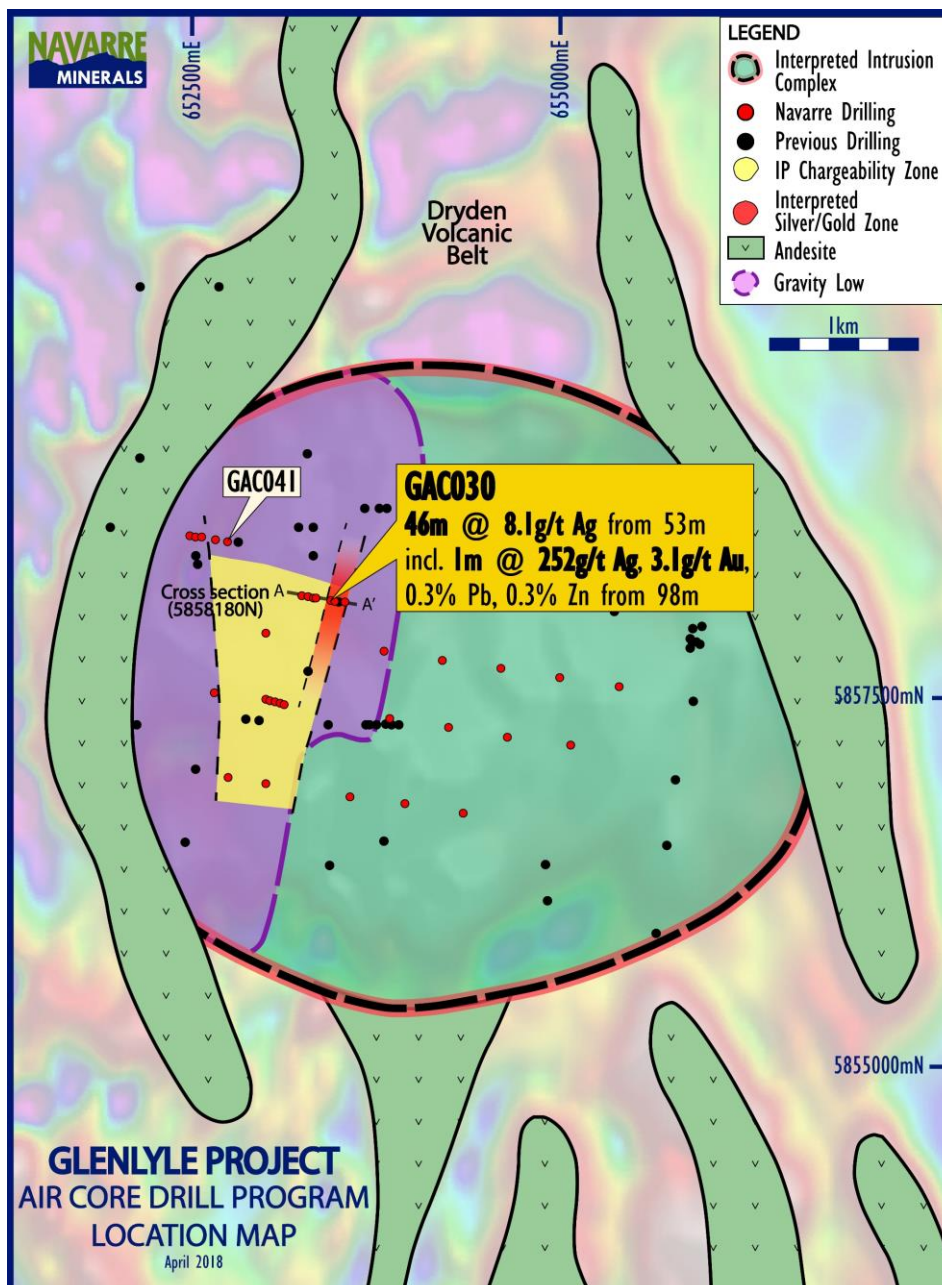 NAVARRE
MINERALS
652500mE
655000mE
LEGEND
Interpreted Intrusion
Complex
Navarre Drilling
Previous Drilling
IP Chargeability Zone
Interpreted
Silver/Gold Zone
Andesite
Gravity Low
1km
Dryden
Volcanic
Belt
GAC041
GAC030
46m @ 8.1g/t Ag from 53m
incl. 1m @ 252g/t Ag, 3.1g/t Au,
0.3% Pb, 0.3% Zn from 98m
Cross section
(5858180N)
A
A'
5857500mN
5855000mN
GLENLYLE PROJECT
AIR CORE DRILL PROGRAM
LOCATION MAP
April 2018